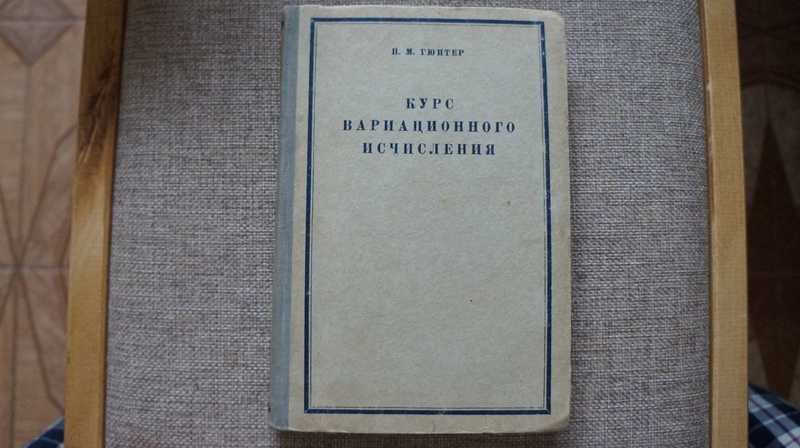 Н. М. ГЮНТЕР
КУРС
ВАРИАЦИОННОГО
ИСЧИСЛЕНИЯ